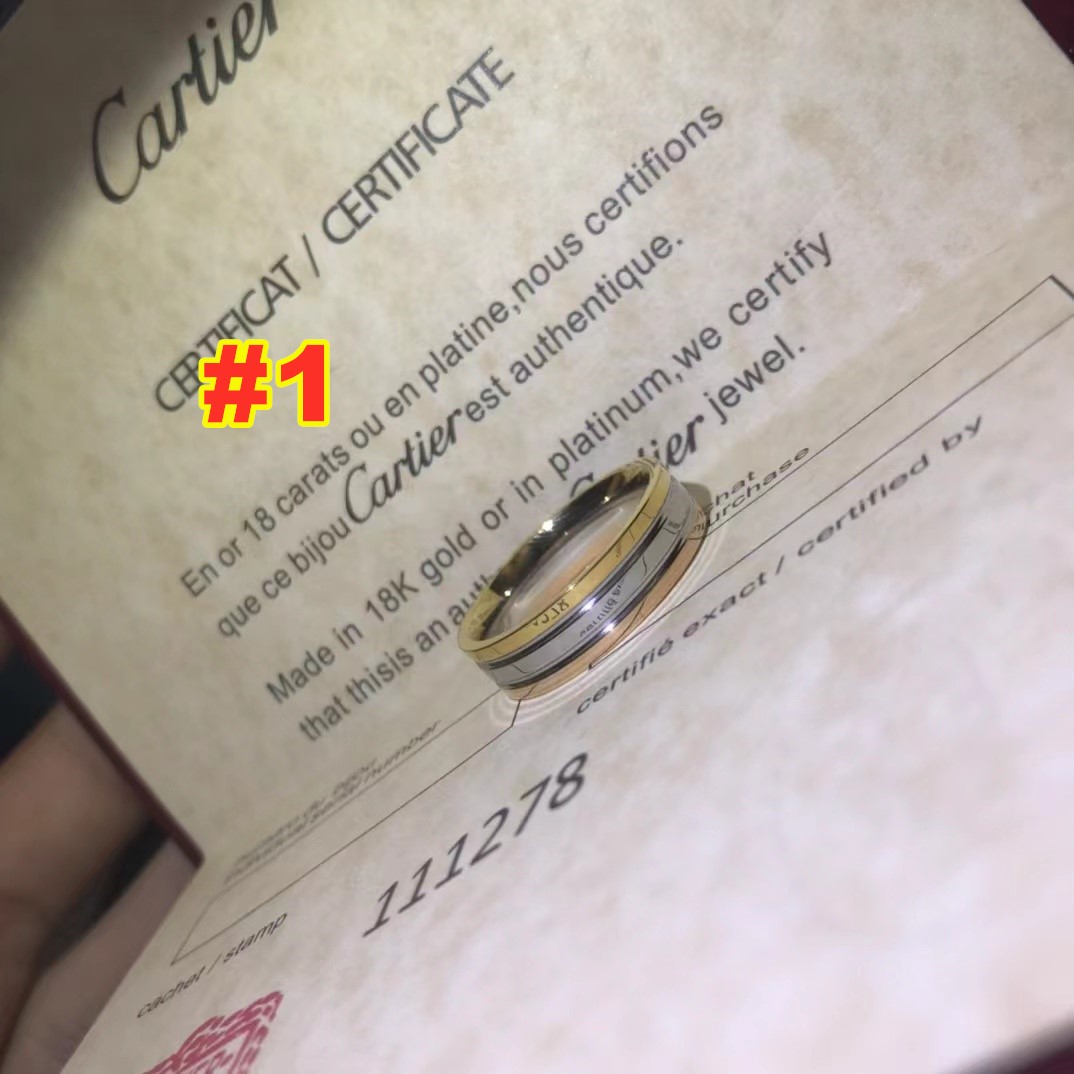 Cartier
CERTIFICAT / CERTIFICATE
#1
En or 18 carats ou en platine,nous certifions
que ce bijou Cartier est authentique.
Made in 18K gold or in platinum,we certify
that thisis an Cartier jewel.
certifié exact / certified by
111278
cachet / stamp